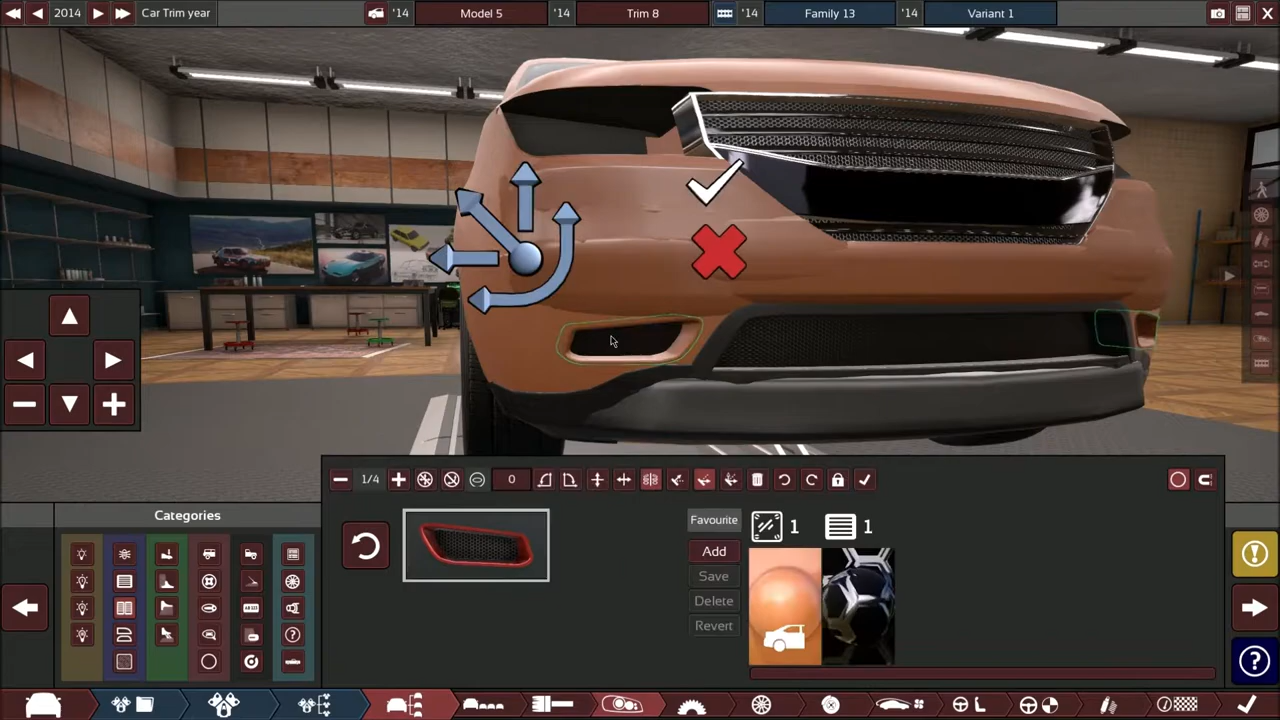 2014 Car Trim year '14 Model 5 '14 Trim 8 '14 Family 13 '14 Variant 1
1/4 0
Categories
Favourite 1 1
Add
Save
Delete
Revert